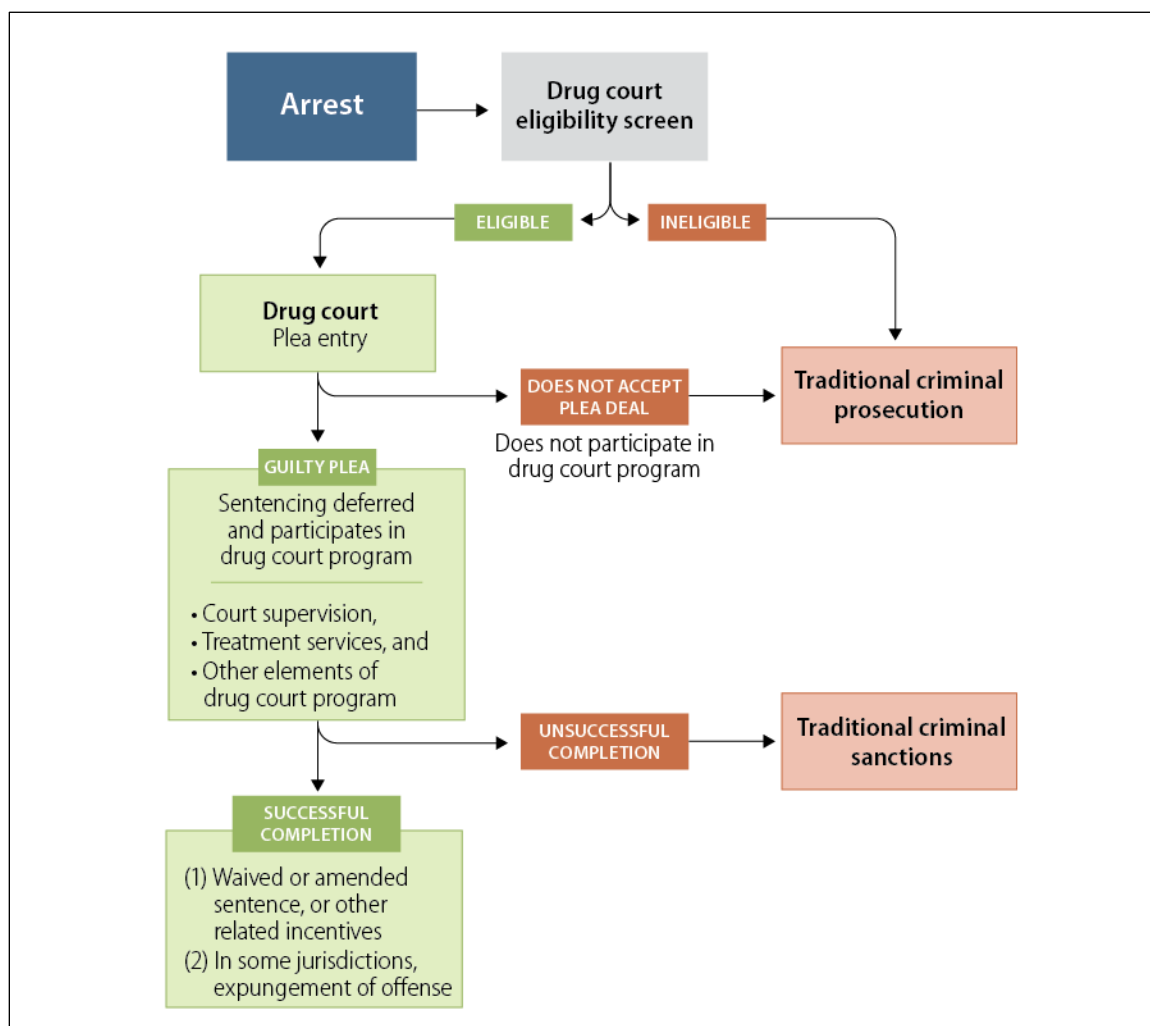 Arrest
Drug court
eligibility screen
ELIGIBLE
INELIGIBLE
Drug court
Plea entry
DOES NOT ACCEPT
PLEA DEAL
Does not participate in
drug court program
Traditional criminal
prosecution
GUILTY PLEA
Sentencing deferred
and participates in
drug court program
• Court supervision,
• Treatment services, and
• Other elements of
drug court program
UNSUCCESSFUL
COMPLETION
Traditional criminal
sanctions
SUCCESSFUL
COMPLETION
(1) Waived or amended
sentence, or other
related incentives
(2) In some jurisdictions,
expungement of offense